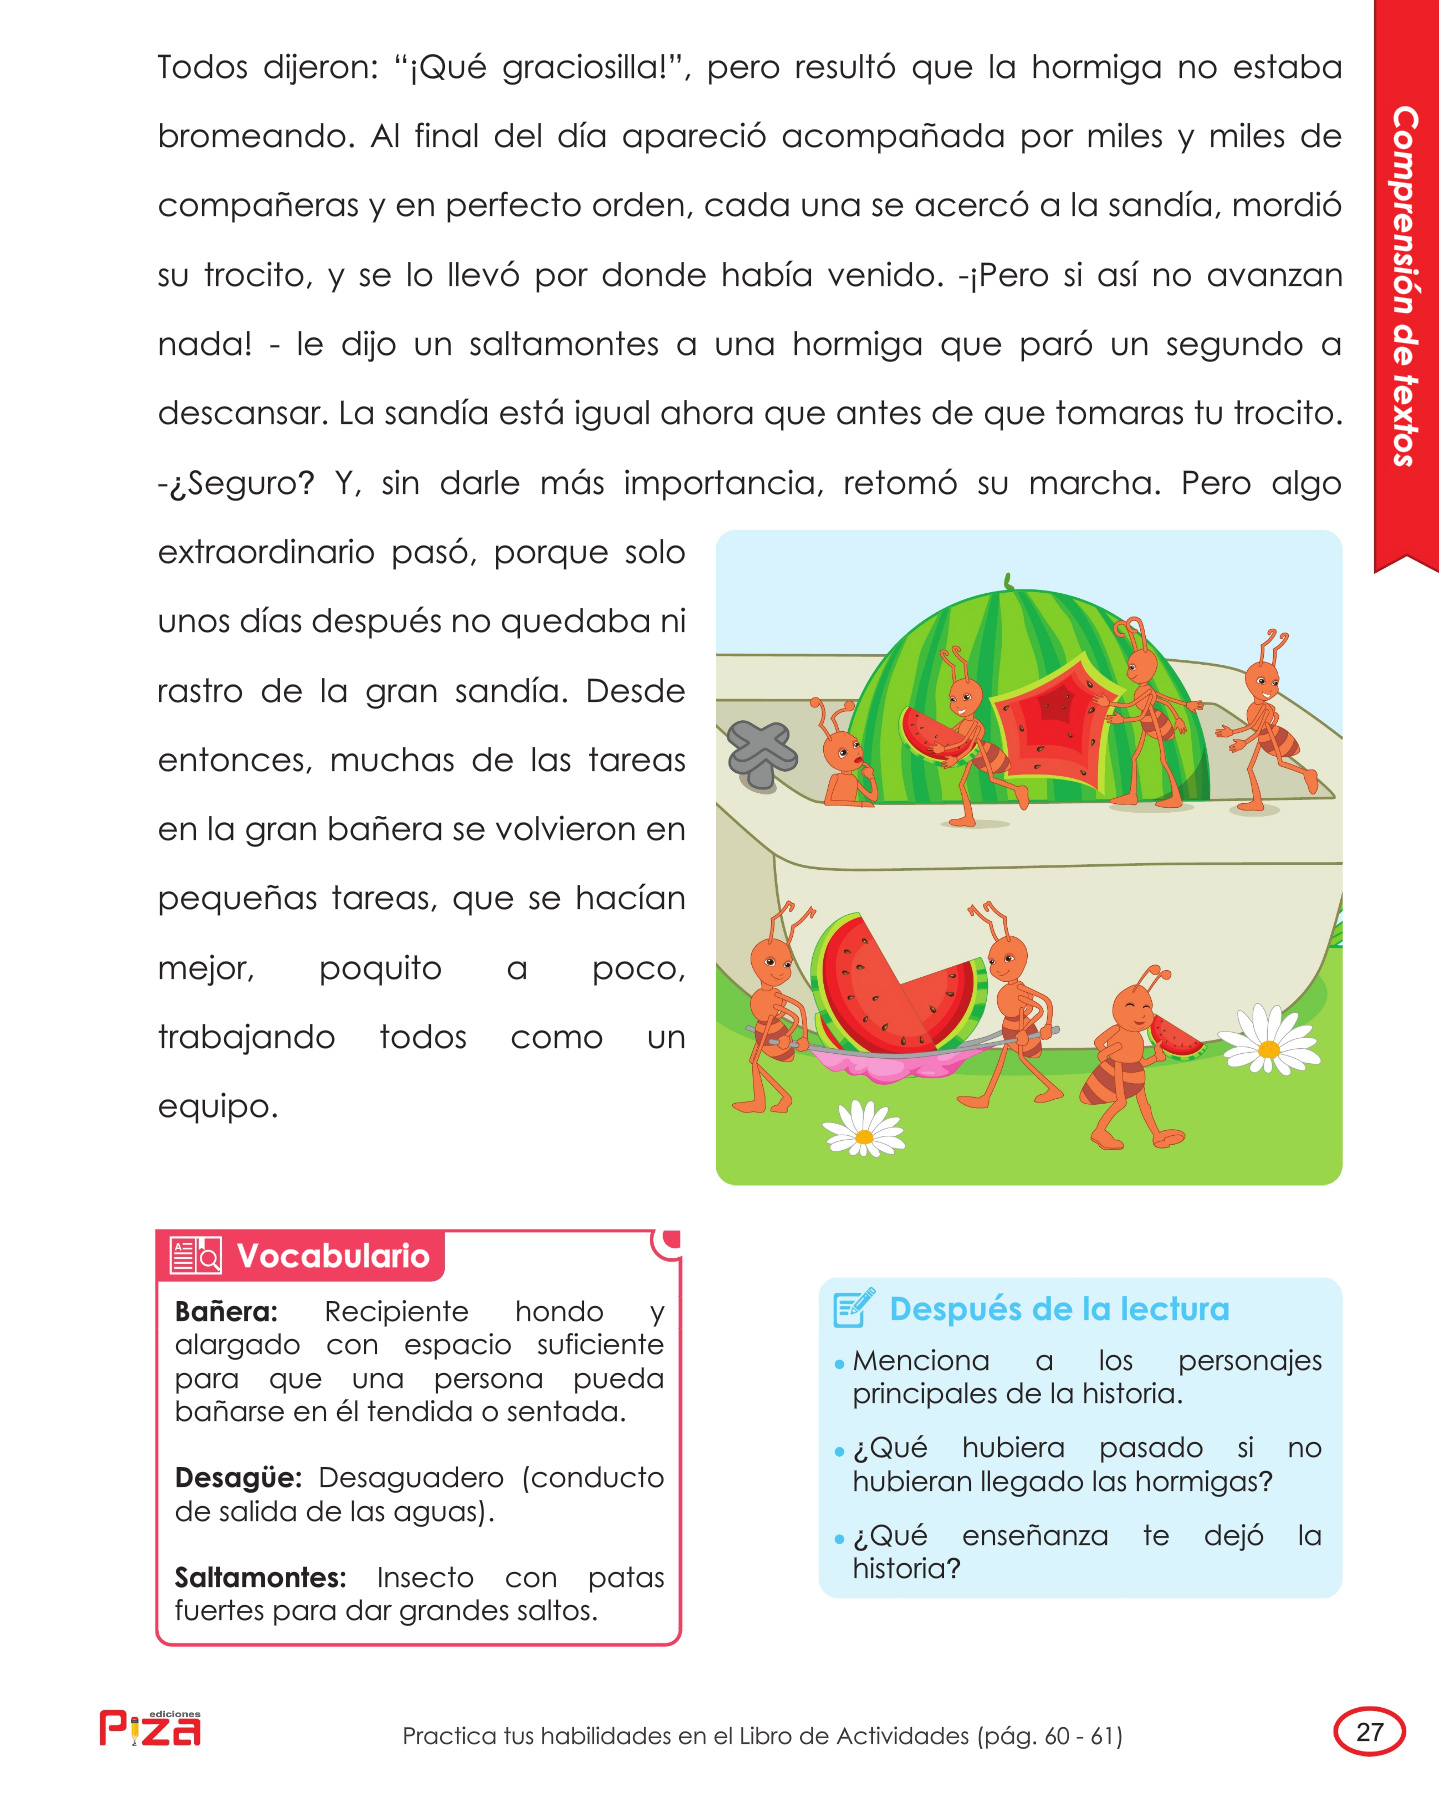 Todos dijeron: “¡Qué graciosilla!”, pero resultó que la hormiga no estaba
bromeando. Al final del día apareció acompañada por miles y miles de
compañeras y en perfecto orden, cada una se acercó a la sandía, mordió
su trocito, y se lo llevó por donde había venido. -¡Pero si así no avanzan
nada! - le dijo un saltamontes a una hormiga que paró un segundo a
descansar. La sandía está igual ahora que antes de que tomaras tu trocito.
-¿Seguro? Y, sin darle más importancia, retomó su marcha. Pero algo
extraordinario pasó, porque solo
unos días después no quedaba ni
rastro de la gran sandía. Desde
entonces, muchas de las tareas
en la gran bañera se volvieron en
pequeñas tareas, que se hacían
mejor, poquito a poco,
trabajando todos como un
equipo.
Comprensión de textos
Vocabulario
Bañera: Recipiente hondo y
alargado con espacio suficiente
para que una persona pueda
bañarse en él tendida o sentada.
Desagüe: Desaguadero (conducto
de salida de las aguas).
Saltamontes: Insecto con patas
fuertes para dar grandes saltos.
Después de la lectura
• Menciona a los personajes
principales de la historia.
• ¿Qué hubiera pasado si no
hubieran llegado las hormigas?
• ¿Qué enseñanza te dejó la
historia?
ediciones
Piza
Practica tus habilidades en el Libro de Actividades (pág. 60 - 61)
27